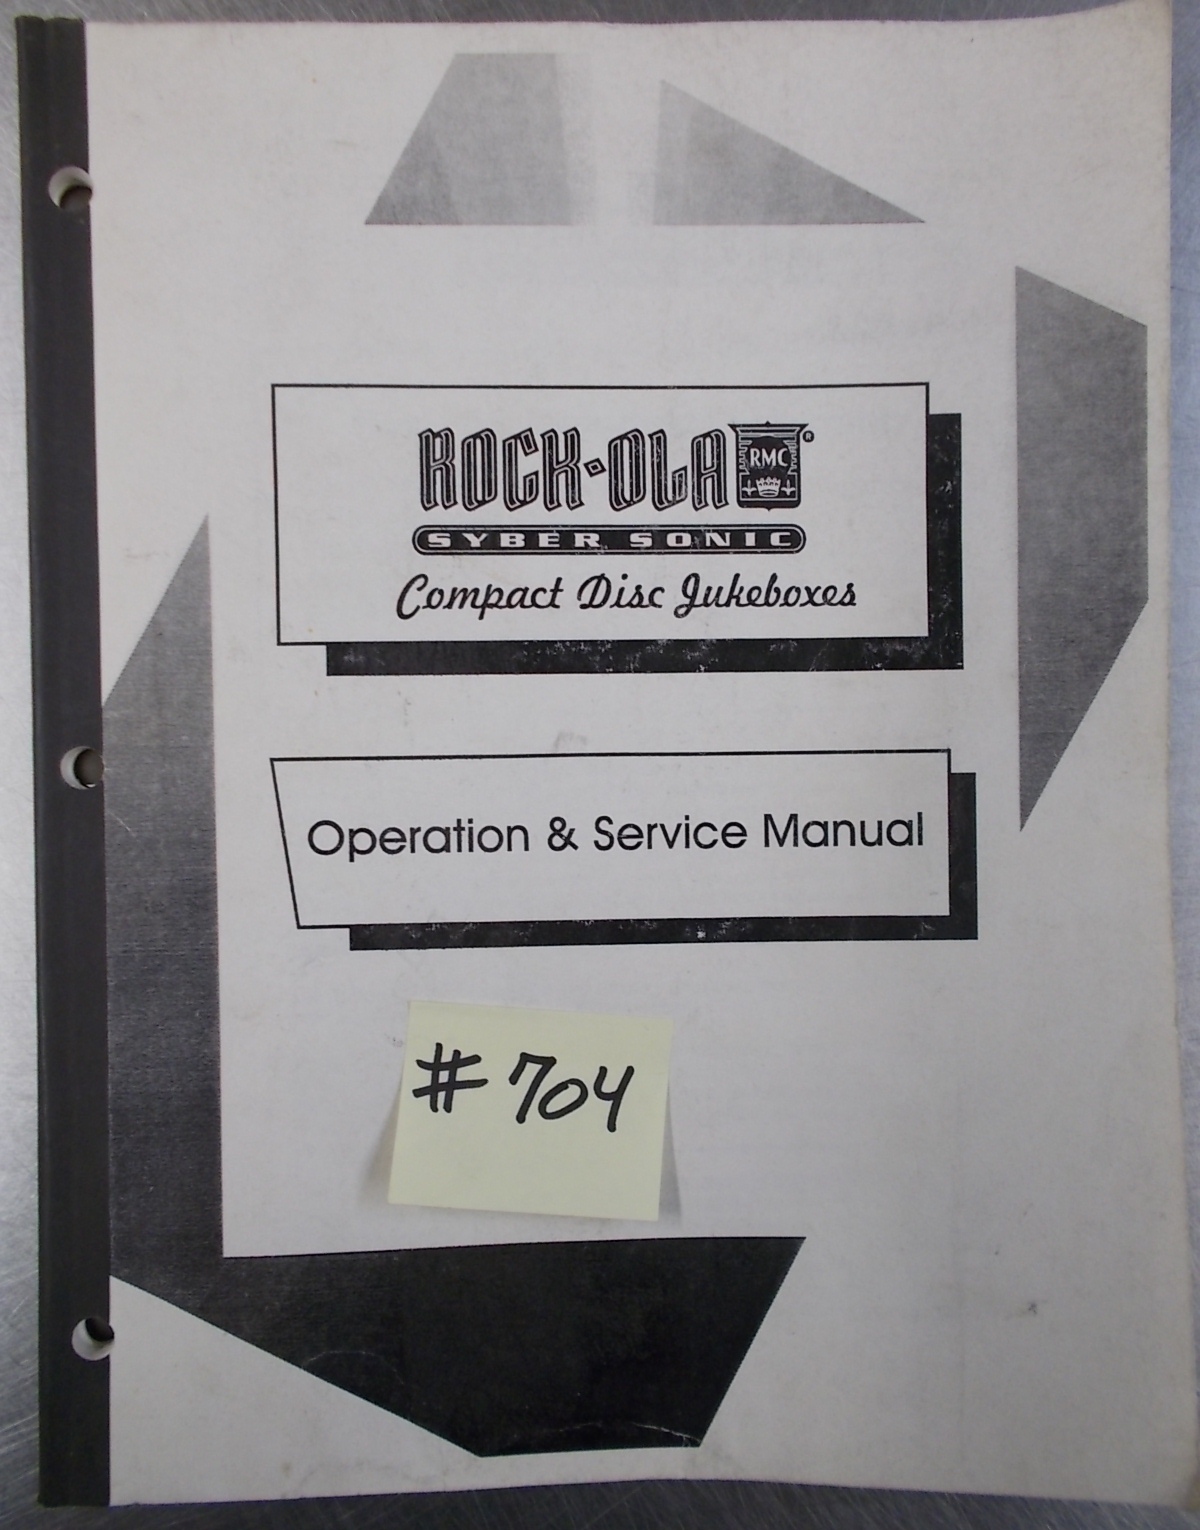 ROCK-OLA RMC ®
SYBER SONIC
Compact Disc Jukeboxes
Operation & Service Manual
# 704